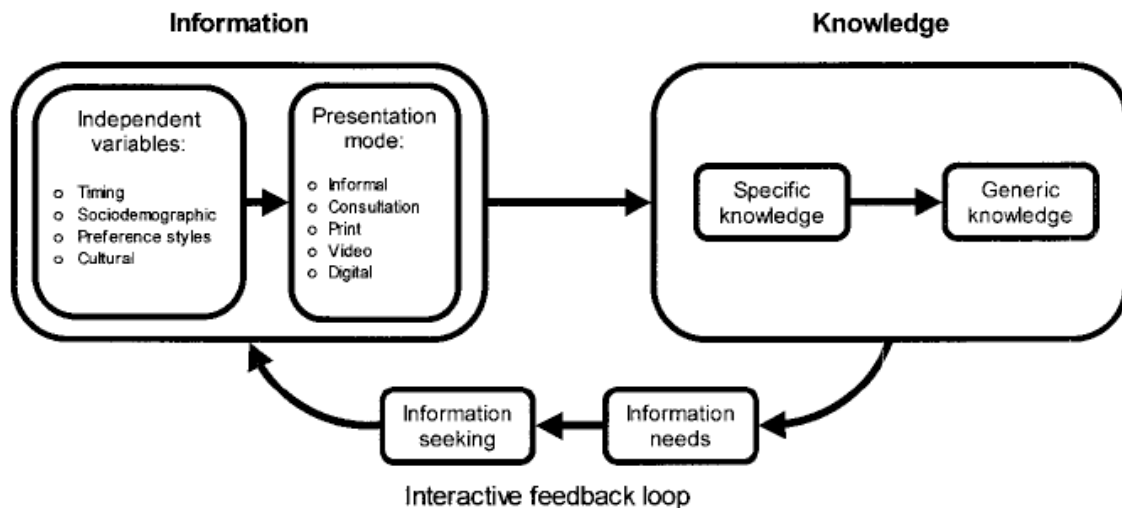 Information
Knowledge
Independent
variables:
o Timing
o Sociodemographic
o Preference styles
o Cultural
Presentation
mode:
o Informal
o Consultation
o Print
o Video
o Digital
Specific
knowledge
Generic
knowledge
Information
seeking
Information
needs
Interactive feedback loop